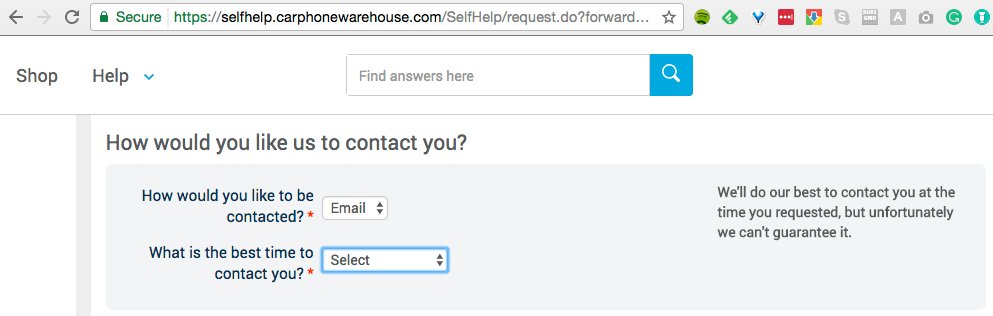 Secure https://selfhelp.carphonewarehouse.com/SelfHelp/request.do?forward...
Shop Help Find answers here
How would you like us to contact you?
How would you like to be
contacted? * Email
We'll do our best to contact you at the
time you requested, but unfortunately
we can't guarantee it.
What is the best time to
contact you? * Select